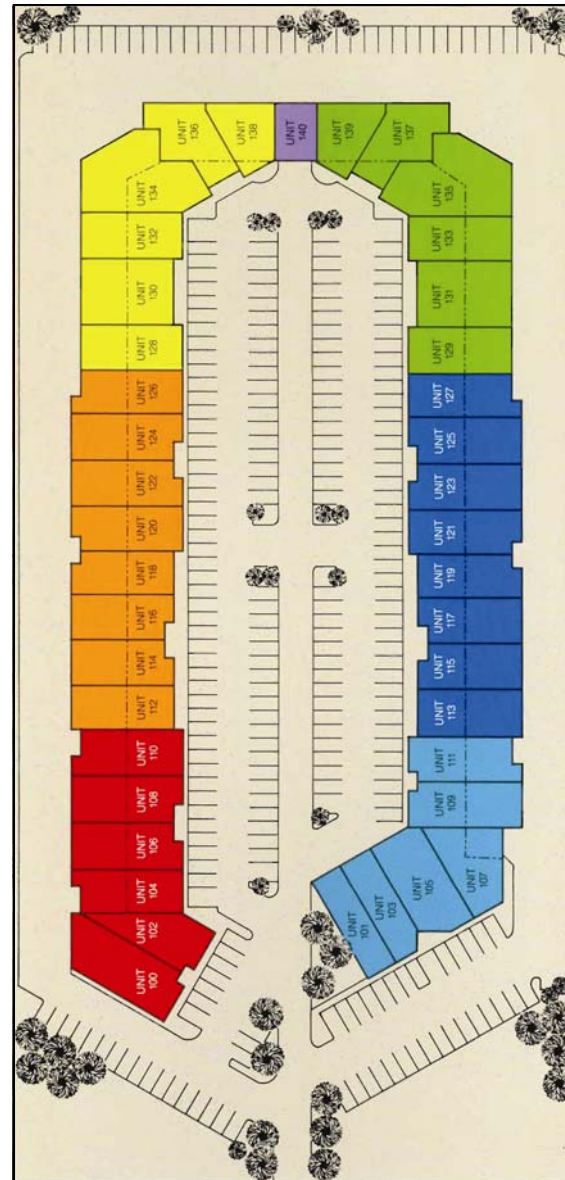 UNIT
136
UNIT
138
UNIT
140
UNIT
139
UNIT
137
UNIT
134
UNIT
135
UNIT
132
UNIT
133
UNIT
130
UNIT
131
UNIT
128
UNIT
129
UNIT
126
UNIT
127
UNIT
124
UNIT
125
UNIT
122
UNIT
123
UNIT
120
UNIT
121
UNIT
118
UNIT
119
UNIT
116
UNIT
117
UNIT
114
UNIT
115
UNIT
112
UNIT
113
UNIT
110
UNIT
111
UNIT
108
UNIT
109
UNIT
106
UNIT
104
UNIT
105
UNIT
107
UNIT
102
UNIT
103
UNIT
101
UNIT
100